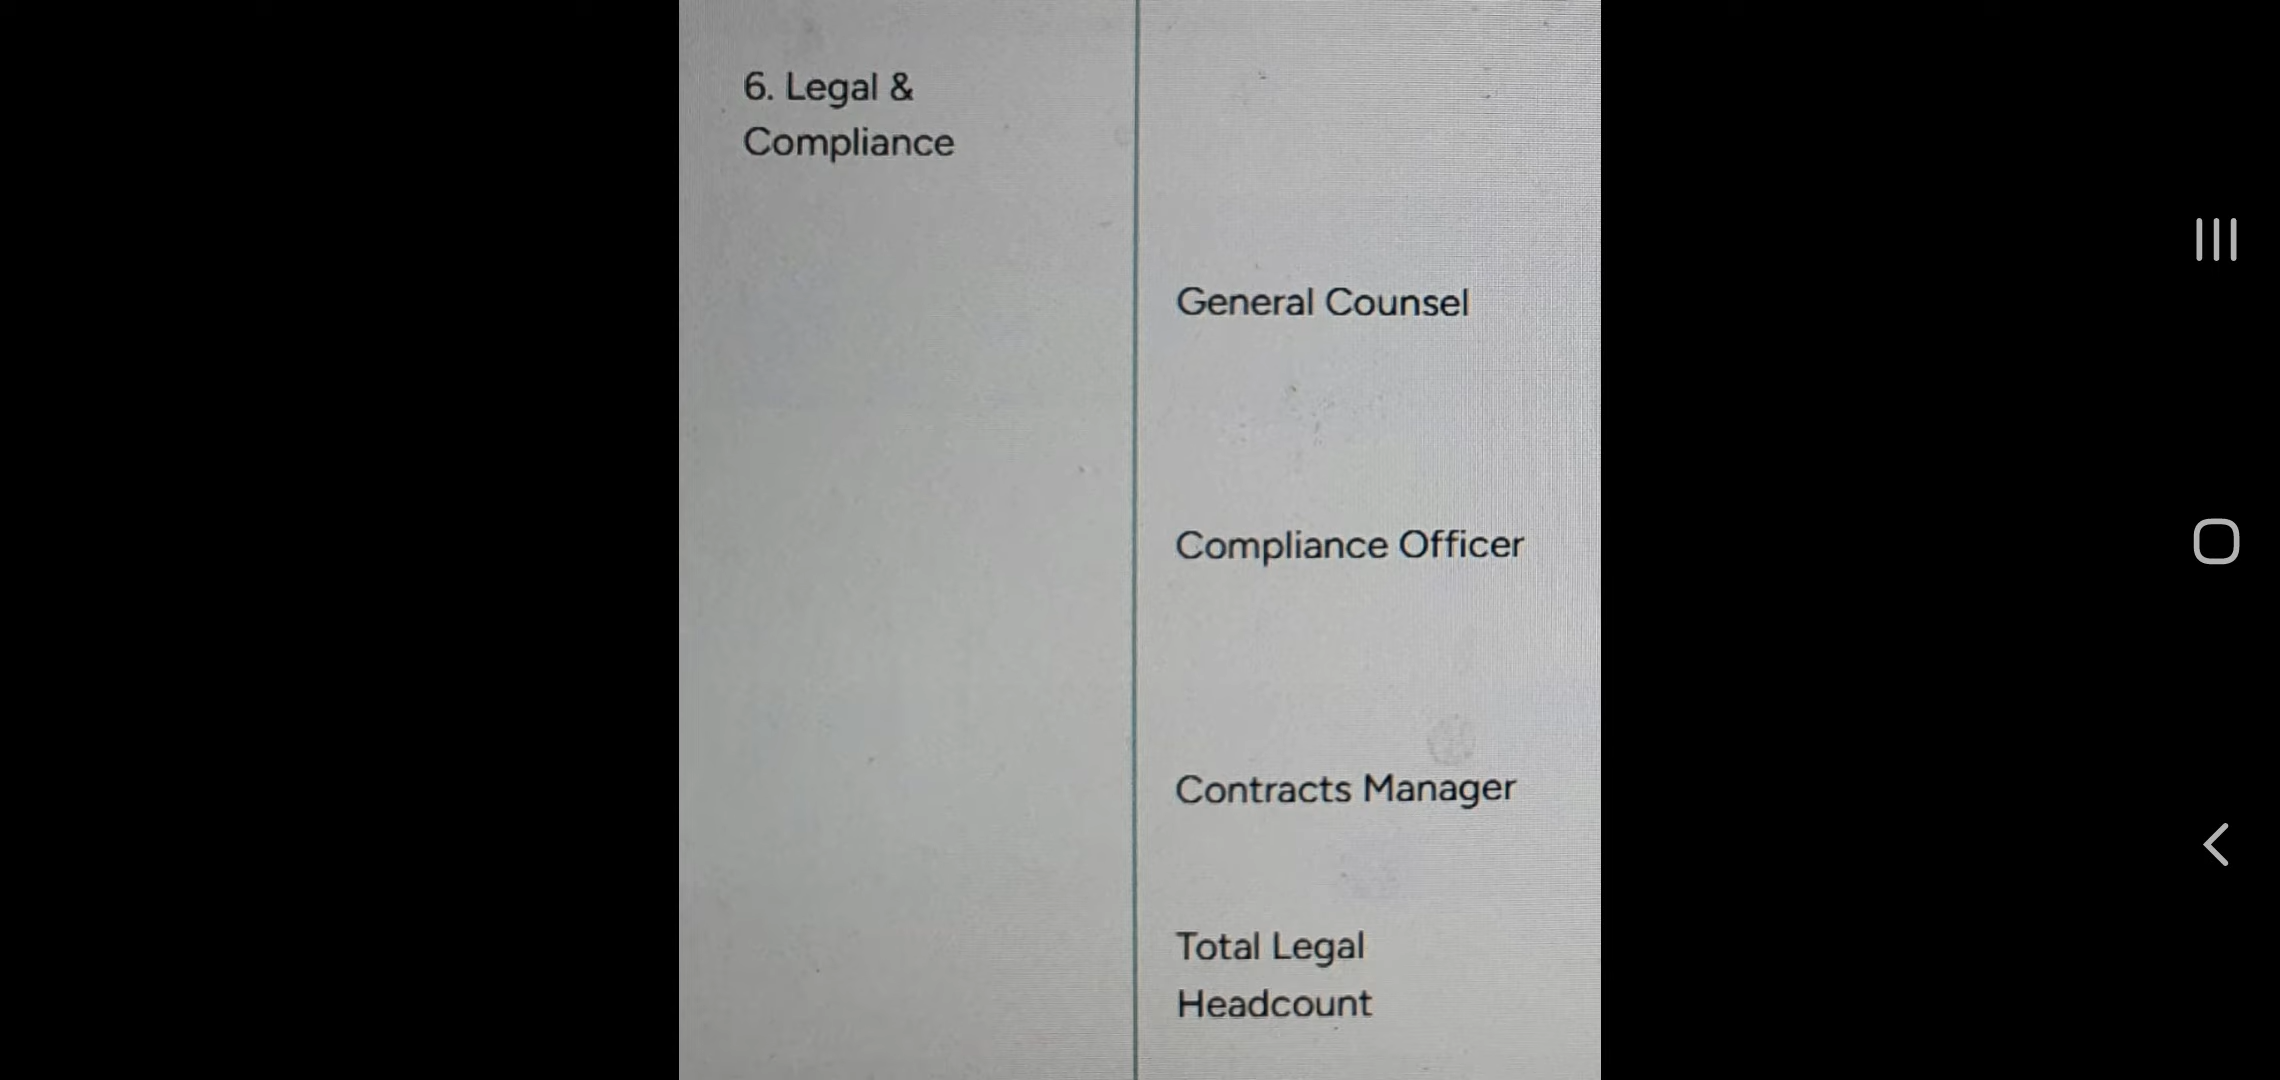 6. Legal &
Compliance
General Counsel
Compliance Officer
Contracts Manager
Total Legal
Headcount